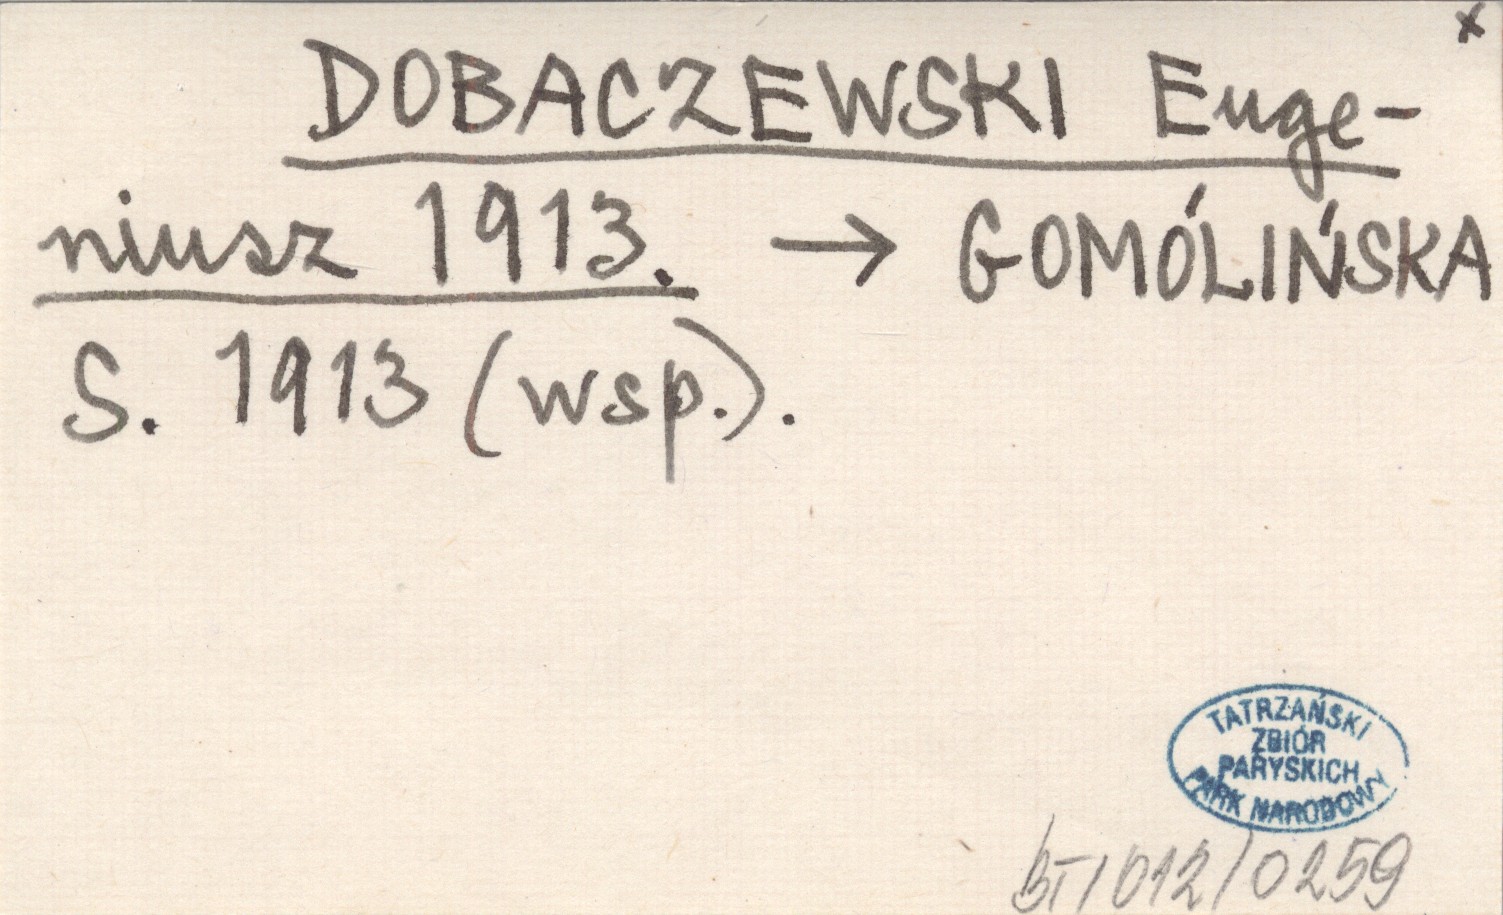 x
DOBACZEWSKI Euge-
niusz 1913. → GOMÓLIŃSKA
S. 1913 (wsp.).
TATRZAŃSKI
ZBIÓR
PARYSKICH
PARK NARODOWY
BT/012/0259